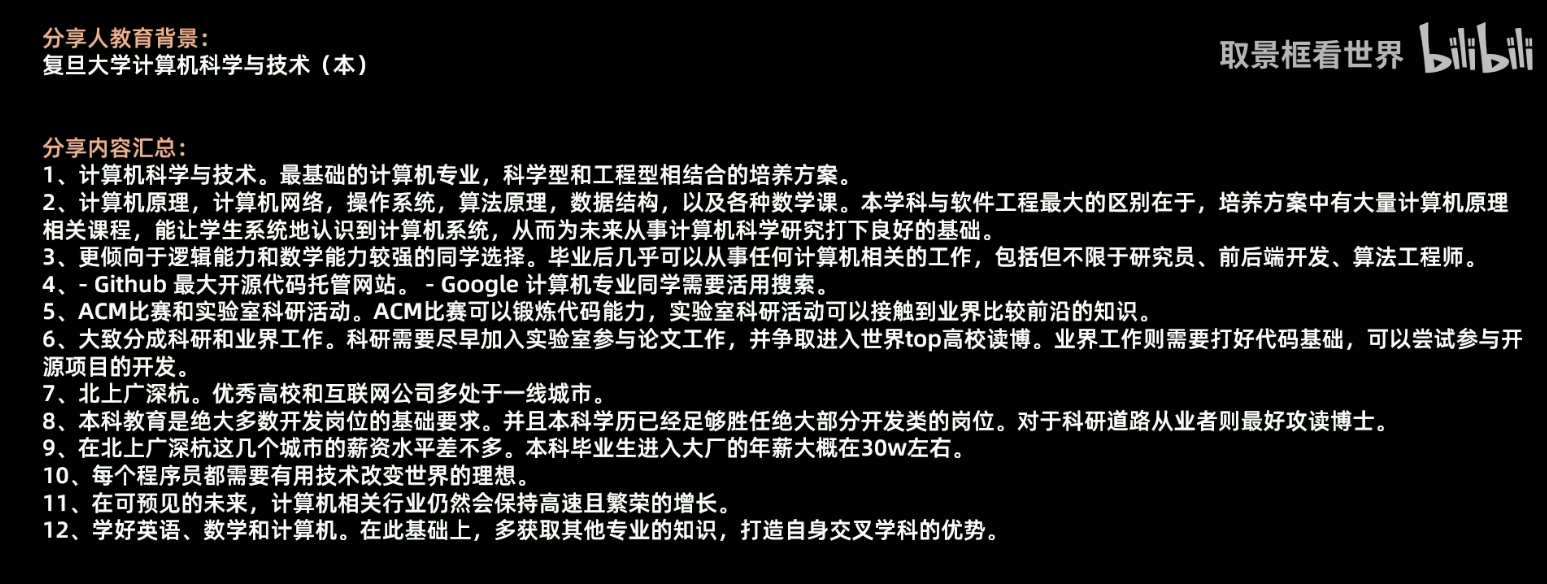 分享人教育背景：
复旦大学计算机科学与技术（本）
取景框看世界 bilibili
分享内容汇总：
1、计算机科学与技术。最基础的计算机专业，科学型和工程型相结合的培养方案。
2、计算机原理，计算机网络，操作系统，算法原理，数据结构，以及各种数学课。本学科与软件工程最大的区别在于，培养方案中有大量计算机原理
相关课程，能让学生系统地认识到计算机系统，从而为未来从事计算机科学研究打下良好的基础。
3、更倾向于逻辑能力和数学能力较强的同学选择。毕业后几乎可以从事任何计算机相关的工作，包括但不限于研究员、前后端开发、算法工程师。
4、- Github 最大开源代码托管网站。 - Google 计算机专业同学需要活用搜索。
5、ACM比赛和实验室科研活动。ACM比赛可以锻炼代码能力，实验室科研活动可以接触到业界比较前沿的知识。
6、大致分成科研和业界工作。科研需要尽早加入实验室参与论文工作，并争取进入世界top高校读博。业界工作则需要打好代码基础，可以尝试参与开
源项目的开发。
7、北上广深杭。优秀高校和互联网公司多处于一线城市。
8、本科教育是绝大多数开发岗位的基础要求。并且本科学历已经足够胜任绝大部分开发类的岗位。对于科研道路从业者则最好攻读博士。
9、在北上广深杭这几个城市的薪资水平差不多。本科毕业生进入大厂的年薪大概在30w左右。
10、每个程序员都需要有用技术改变世界的理想。
11、在可预见的未来，计算机相关行业仍然会保持高速且繁荣的增长。
12、学好英语、数学和计算机。在此基础上，多获取其他专业的知识，打造自身交叉学科的优势。